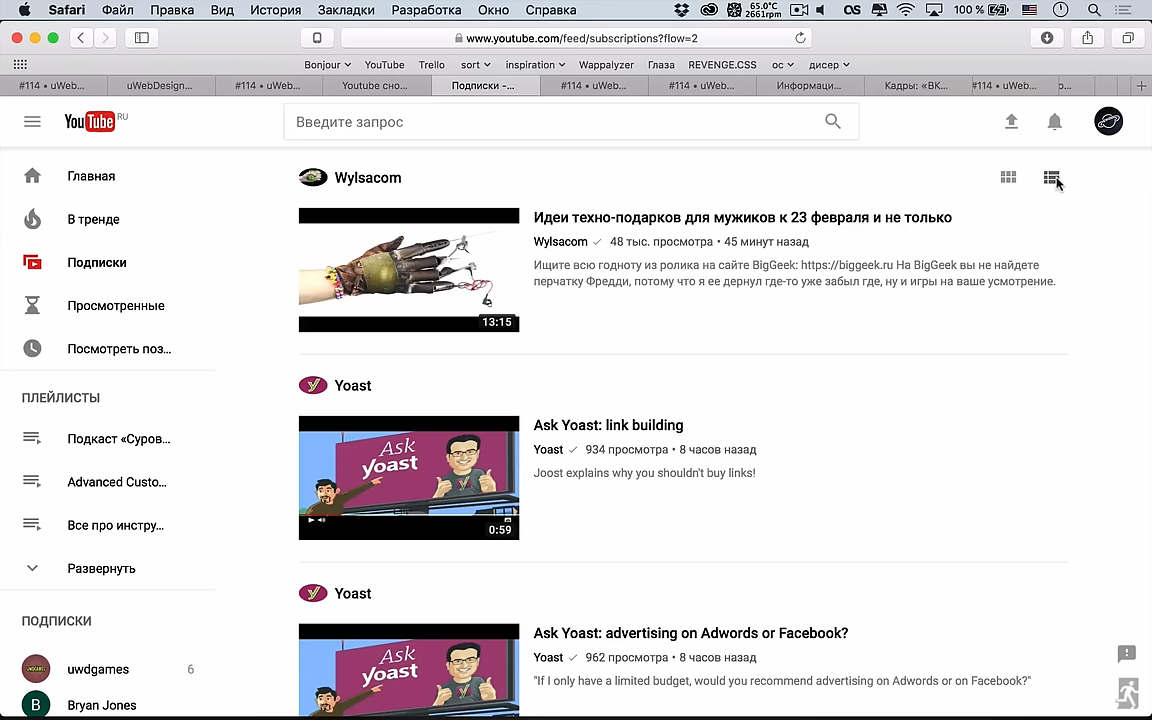 Safari Файл Правка Вид История Закладки Разработка Окно Справка 65.0°C 2661rpm 100 %
www.youtube.com/feed/subscriptions?flow=2
Bonjour YouTube Trello sort inspiration Wappalyzer Глаза REVENGE.CSS ос дисер
#114 • uWeb... uWebDesign... #114 • uWeb... Youtube сно... Подписки -... #114 • uWeb... #114 • uWeb... Информаци... Кадры: «ВК... #114 • uWeb...
YouTube RU
Введите запрос
Главная
В тренде
Подписки
Просмотренные
Посмотреть поз...
ПЛЕЙЛИСТЫ
Подкаст «Суров...
Advanced Custo...
Все про инстру...
Развернуть
ПОДПИСКИ
uwdgames 6
B Bryan Jones
Wylsacom
Идеи техно-подарков для мужиков к 23 февраля и не только
Wylsacom 48 тыс. просмотра • 45 минут назад
Ищите всю годноту из ролика на сайте BigGeek: https://biggeek.ru На BigGeek вы не найдете
перчатку Фредди, потому что я ее дернул где-то уже забыл где, ну и игры на ваше усмотрение.
13:15
Yoast
Ask
yoast
0:59
Ask Yoast: link building
Yoast 934 просмотра • 8 часов назад
Joost explains why you shouldn't buy links!
Yoast
Ask
yoast
Ask Yoast: advertising on Adwords or Facebook?
Yoast 962 просмотра • 8 часов назад
"If I only have a limited budget, would you recommend advertising on Adwords or on Facebook?"